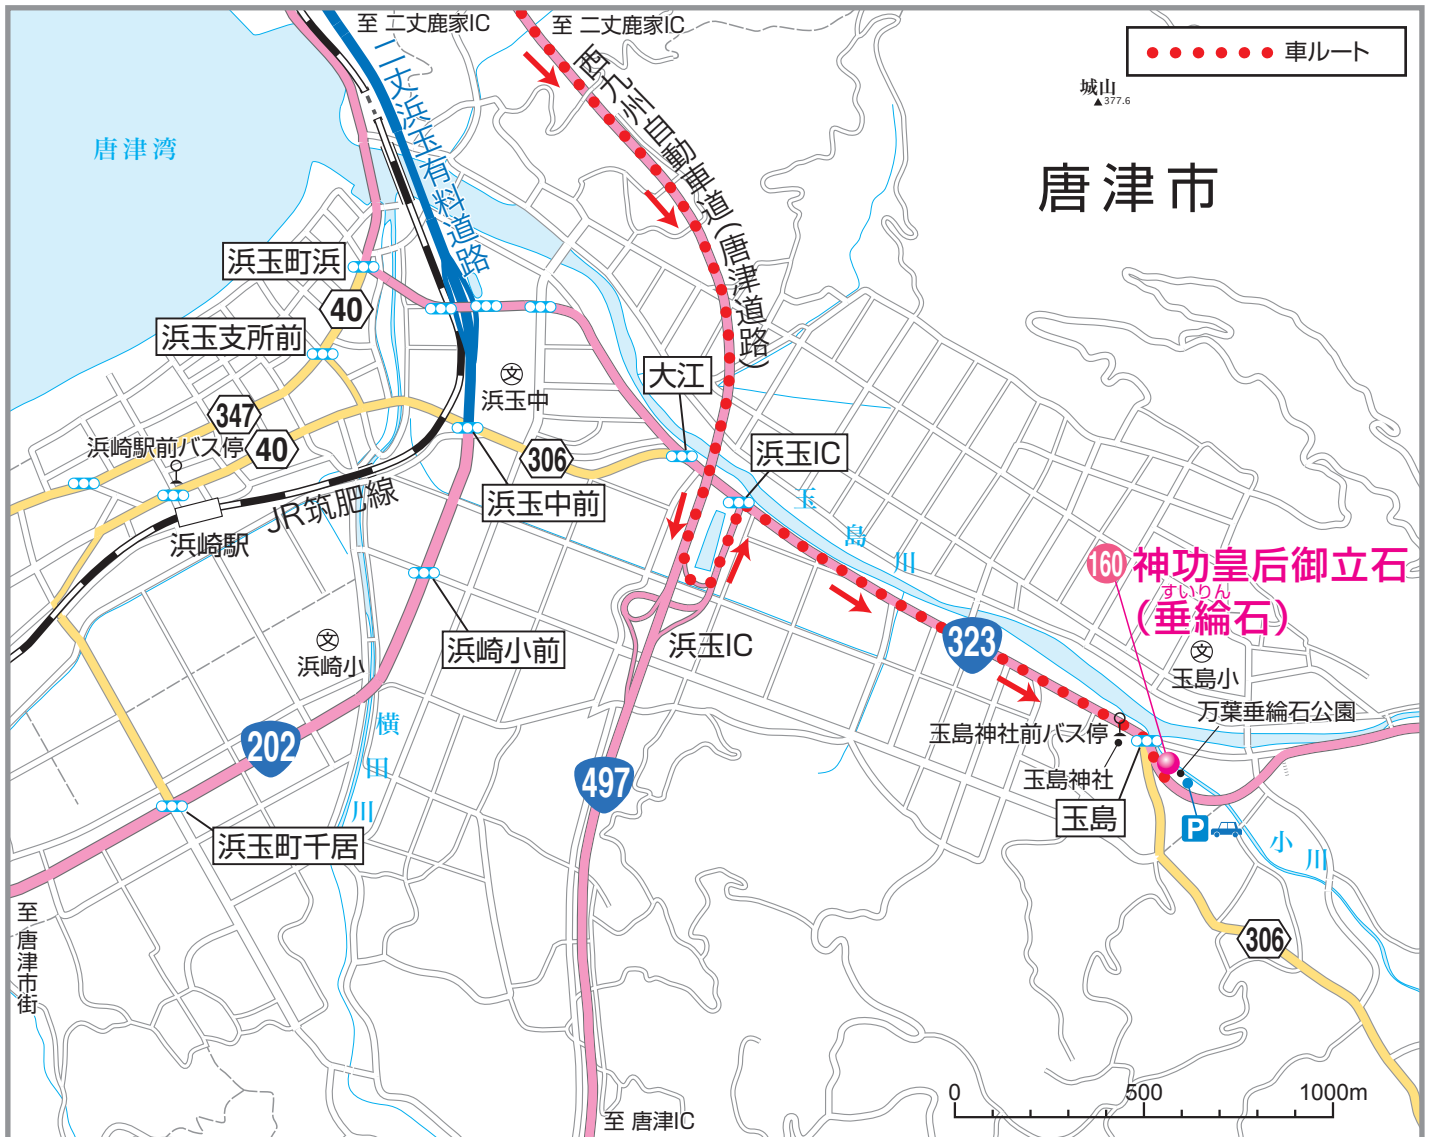 至 二丈鹿家IC
至 二丈鹿家IC
車ルート
城山
▲377.6
唐津湾
唐津市
二丈浜玉有料道路
西九州自動車道(唐津道路)
浜玉町浜
40
浜玉支所前
大江
文
浜玉中
347
浜崎駅前バス停
40
306
浜玉IC
浜玉中前
JR筑肥線
浜崎駅
玉島川
160
神功皇后御立石
すいりん
(垂綸石)
文
浜崎小
浜崎小前
浜玉IC
323
文
玉島小
万葉垂綸石公園
玉島神社前バス停
玉島神社
202
横田川
497
玉島
P
浜玉町千居
小川
至 唐津市街
306
0 500 1000m
至 唐津IC